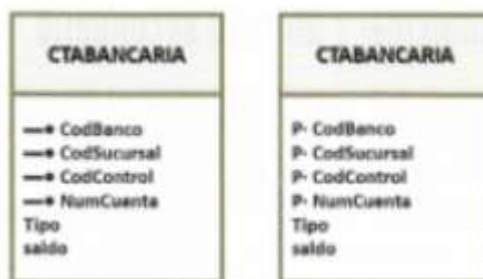 CTABANCARIA
CodBanco
CodSucursal
CodControl
NumCuenta
Tipo
saldo
CTABANCARIA
P- CodBanco
P- CodSucursal
P- CodControl
P- NumCuenta
Tipo
saldo